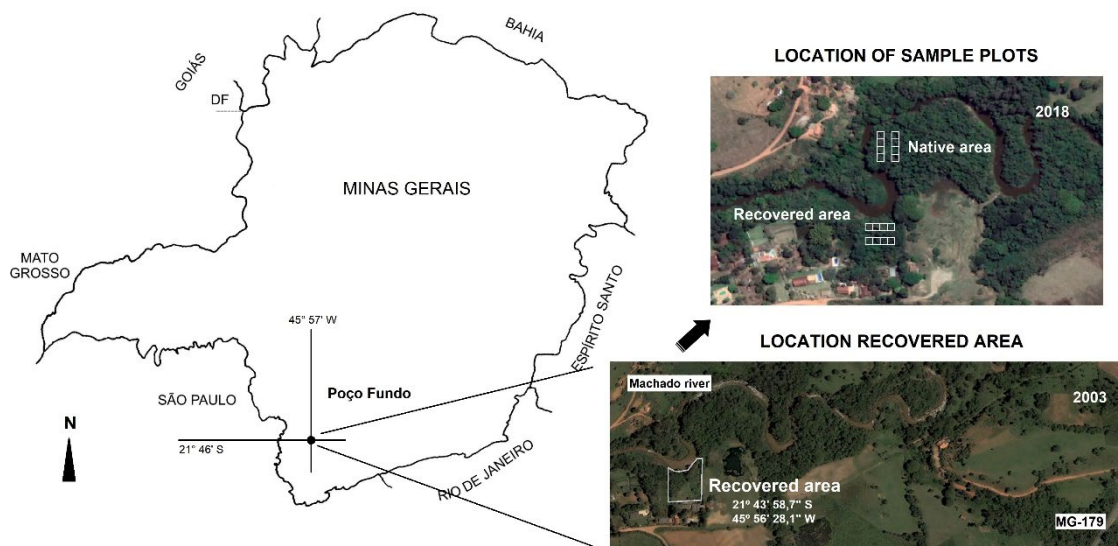 BAHIA
GOIÁS
DF
MINAS GERAIS
MATO
GROSSO
ESPÍRITO SANTO
45° 57' W
Poço Fundo
SÃO PAULO
N
21° 46' S
RIO DE JANEIRO
LOCATION OF SAMPLE PLOTS
2018
Native area
Recovered area
LOCATION RECOVERED AREA
Machado river
2003
Recovered area
21° 43' 58,7" S
45° 56' 28,1" W
MG-179